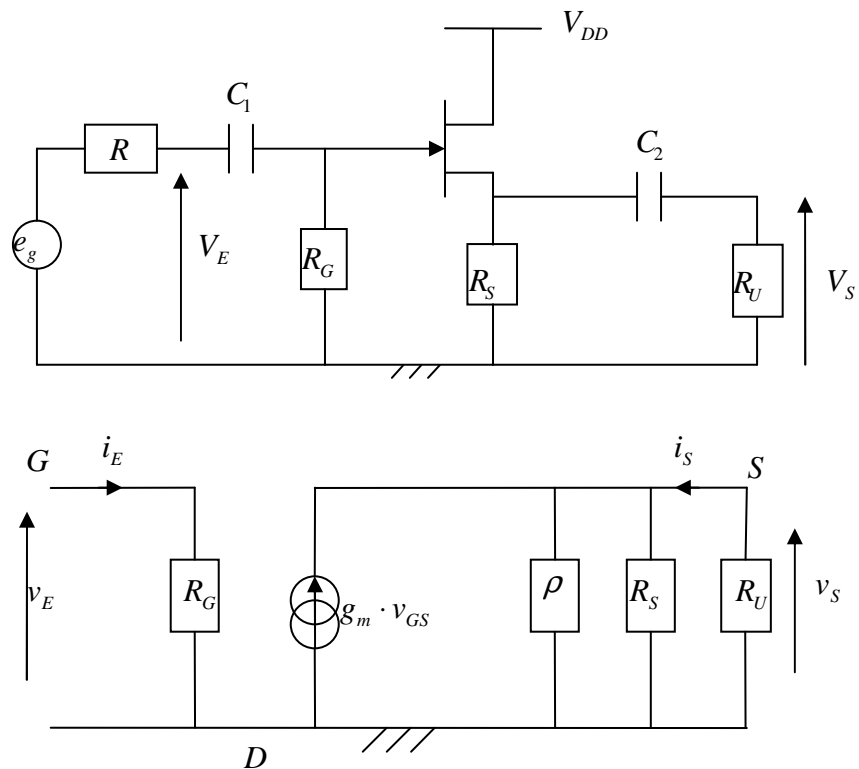 V_DD
C_1
R
C_2
e_g
V_E
R_G
R_S
R_U
V_S
G
i_E
i_S
S
v_E
R_G
g_m · v_GS
ρ
R_S
R_U
v_S
D